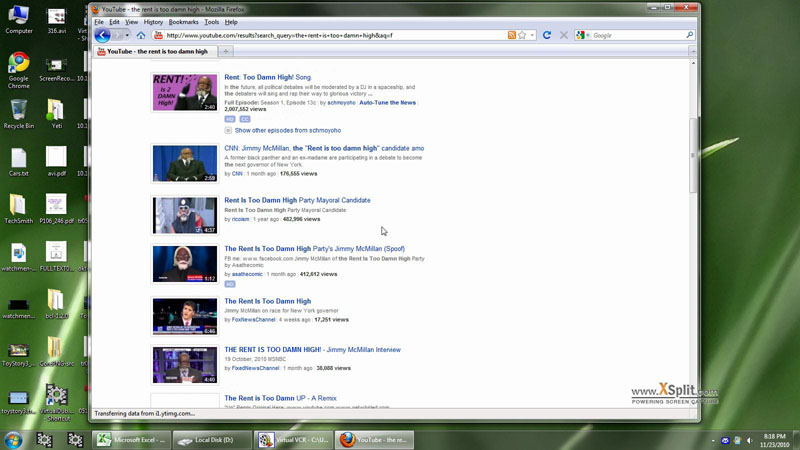 YouTube - the rent is too damn high - Mozilla Firefox
File Edit View History Bookmarks Tools Help
http://www.youtube.com/results?search_query=the+rent+is+too+damn+high&aq=f
Google
YouTube - the rent is too damn high
RENT!
Is 2
DAMN
High!
2:40
Rent: Too Damn High! Song.
In the future, all political debates will be moderated by a DJ in a spaceship, and
the debaters will sing and rap their way to glorious victory ...
Full Episode: Season 1, Episode 13c by schmoyoho Auto-Tune the News
2,007,552 views
HD CC
Show other episodes from schmoyoho
2:59
CNN: Jimmy McMillan, the "Rent is too damn high" candidate amo
A former black panther and an ex-madame are participating in a debate to become
the next governor of New York.
by CNN 1 month ago 176,555 views
4:37
Rent Is Too Damn High Party Mayoral Candidate
Rent Is Too Damn High Party Mayoral Candidate
by ricoism 1 year ago 482,996 views
1:12
The Rent Is Too Damn High Party's Jimmy McMillan (Spoof)
FB me: www.facebook.com Jimmy McMillan of the Rent Is Too Damn High Party
by Asathecomic
by asathecomic 1 month ago 412,612 views
HD
6:46
The Rent Is Too Damn High
Jimmy McMillan on race for New York governor
by FoxNewsChannel 4 weeks ago 17,251 views
4:40
THE RENT IS TOO DAMN HIGH! - Jimmy McMillan Interview
19 October, 2010 MSNBC
by FixedNewsChannel 1 month ago 38,088 views
The Rent Is Too Damn UP - A Remix
Transferring data from i1.ytimg.com...
www.XSplit.com
POWERING SCREEN CAPTURE
Computer
316.avi
Google
Chrome
ScreenReco...
Recycle Bin
Yeti
Cars.txt
avi.pdf
TechSmith
P106_246.pdf
watchmen-...
FULLTEXT0...
watchmen...
bcl-1.2.0
ToyStory3_...
CorePNG-src
toystory3.t...
VirtualDub...
- Shortcut
Microsoft Excel - ...
Local Disk (D:)
Virtual VCR - C:\U...
YouTube - the re...
8:18 PM
11/23/2010